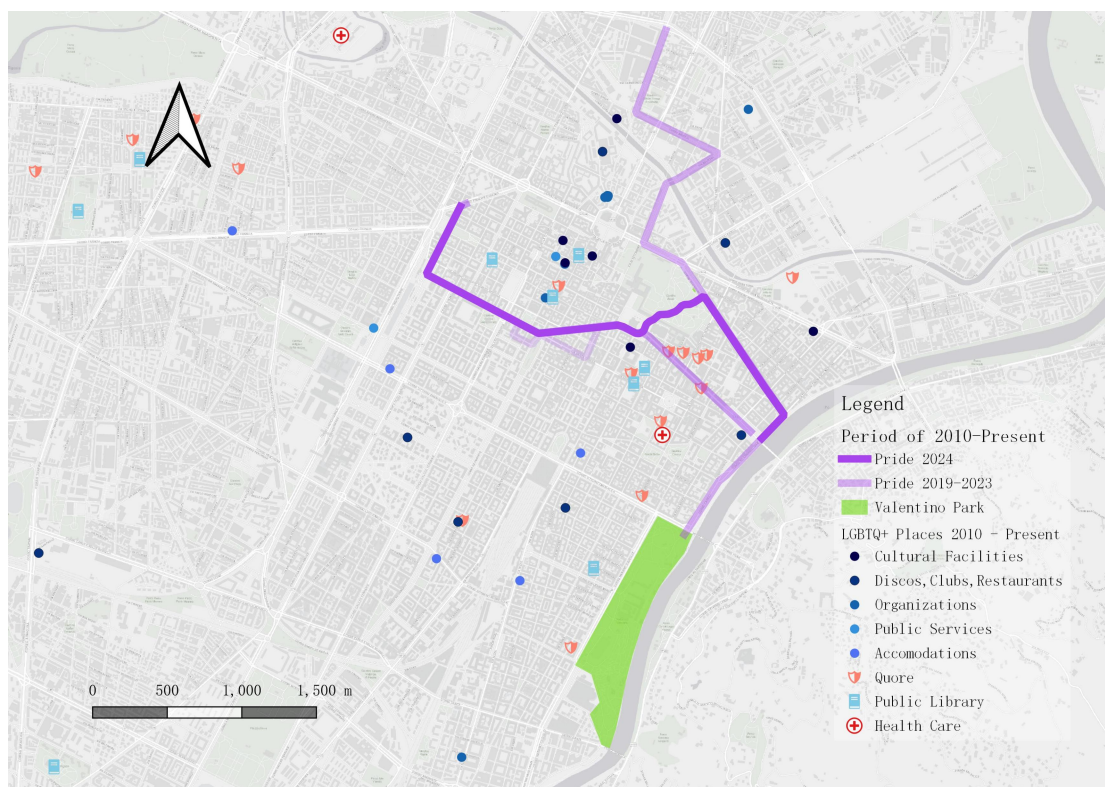 Legend
Period of 2010-Present
Pride 2024
Pride 2019-2023
Valentino Park
LGBTQ+ Places 2010 - Present
Cultural Facilities
Discos,Clubs,Restaurants
Organizations
Public Services
Accomodations
Quore
Public Library
Health Care
0 500 1,000 1,500 m